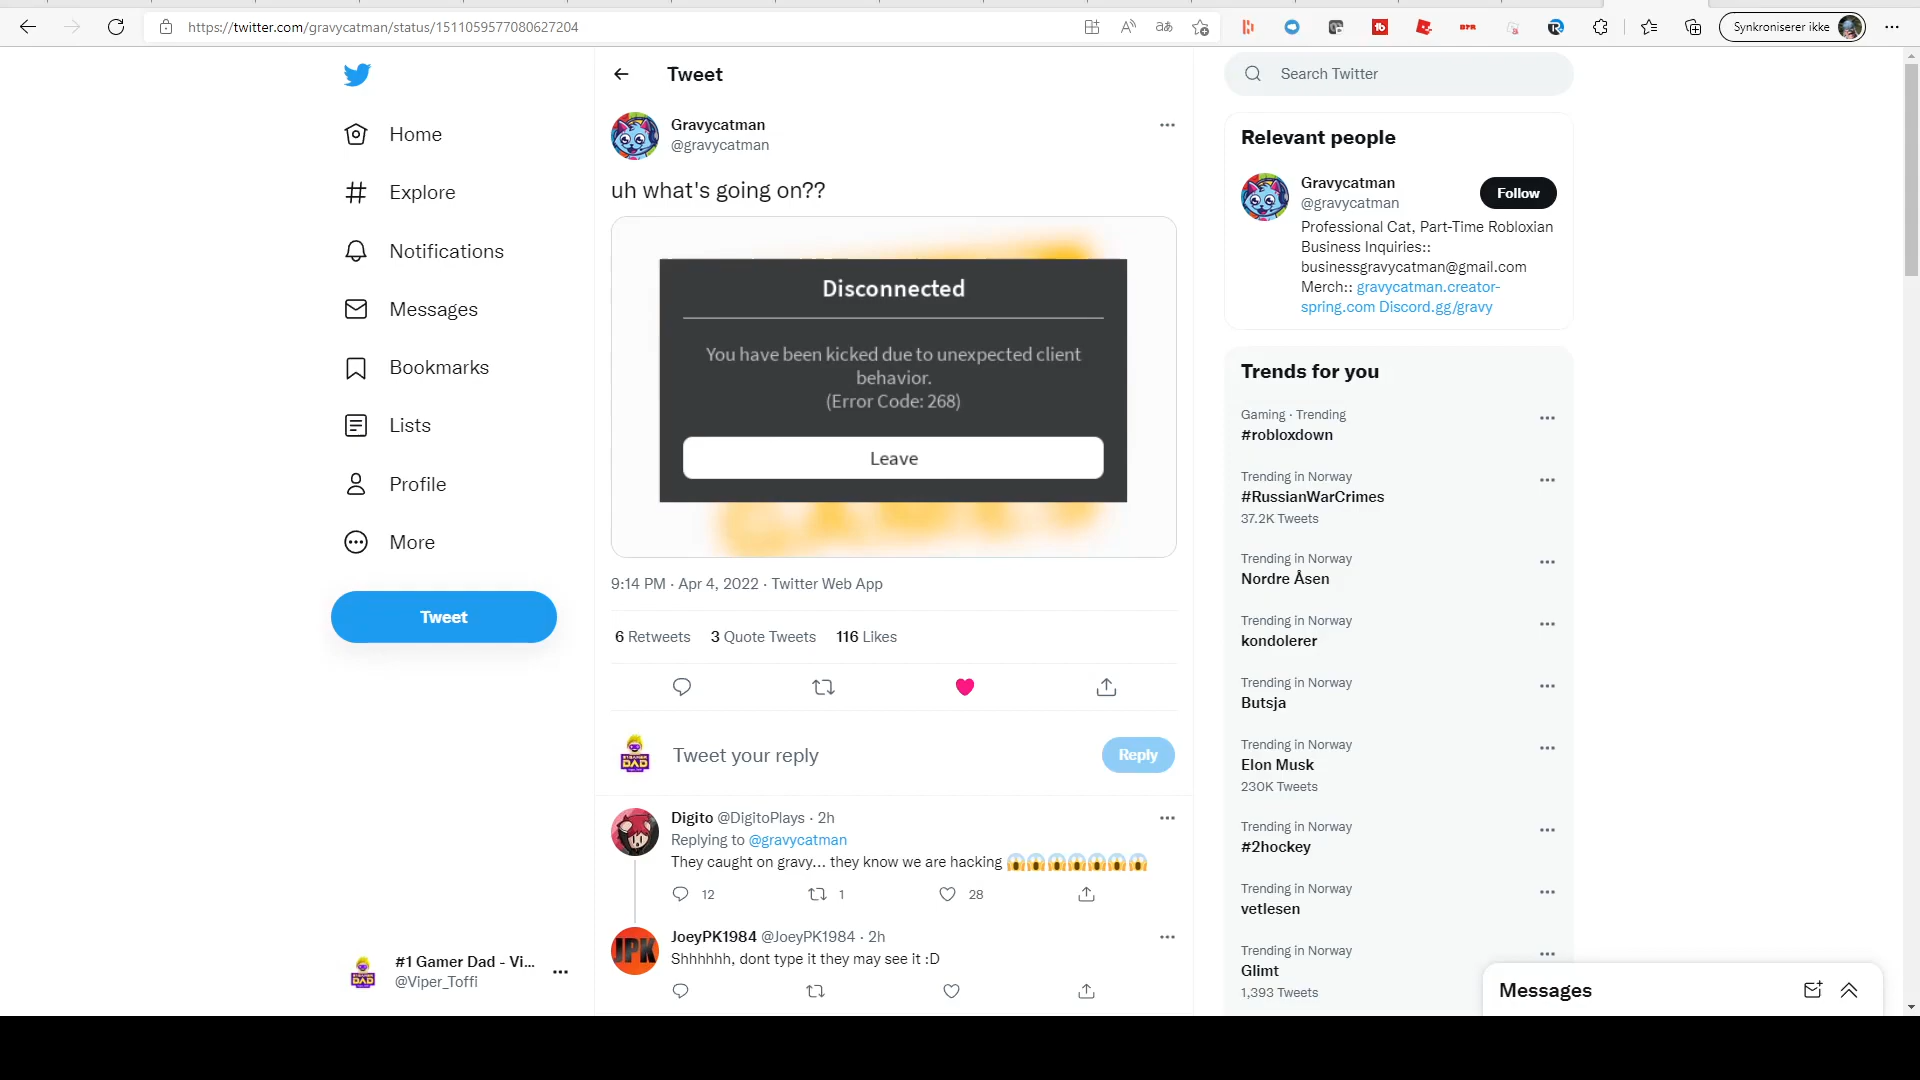 https://twitter.com/gravycatman/status/1511059577080627204
Synkroniserer ikke
Home
Explore
Notifications
Messages
Bookmarks
Lists
Profile
More
Tweet
#1 Gamer Dad - Vi...
@Viper_Toffi
Tweet
Gravycatman
@gravycatman
uh what's going on??
Disconnected
You have been kicked due to unexpected client
behavior.
(Error Code: 268)
Leave
9:14 PM · Apr 4, 2022 · Twitter Web App
6 Retweets 3 Quote Tweets 116 Likes
Tweet your reply
Reply
Digito @DigitoPlays · 2h
Replying to @gravycatman
They caught on gravy... they know we are hacking 😱😱😱😱😱😱😱
12 1 28
JPK
JoeyPK1984 @JoeyPK1984 · 2h
Shhhhhh, dont type it they may see it :D
Search Twitter
Relevant people
Gravycatman
@gravycatman
Follow
Professional Cat, Part-Time Robloxian
Business Inquiries::
businessgravycatman@gmail.com
Merch:: gravycatman.creator-
spring.com Discord.gg/gravy
Trends for you
Gaming · Trending
#robloxdown
Trending in Norway
#RussianWarCrimes
37.2K Tweets
Trending in Norway
Nordre Åsen
Trending in Norway
kondolerer
Trending in Norway
Butsja
Trending in Norway
Elon Musk
230K Tweets
Trending in Norway
#2hockey
Trending in Norway
vetlesen
Trending in Norway
Glimt
1,393 Tweets
Messages